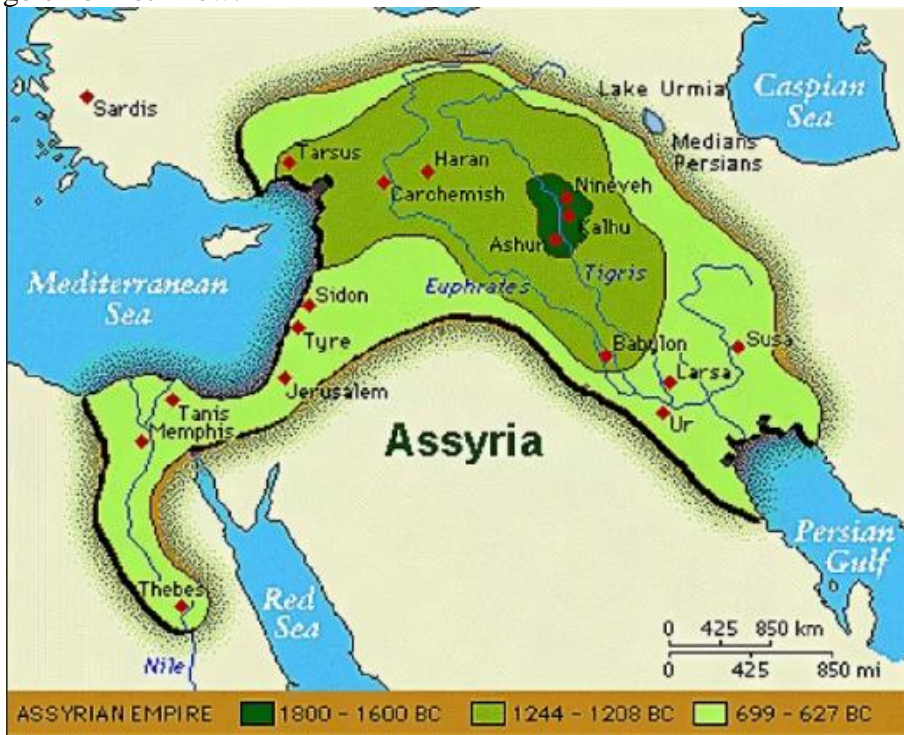 Lake Urmia
Caspian
Sea
Sardis
Medians
Persians
Tarsus
Haran
Carchemish
Nineveh
Kalhu
Ashur
Tigris
Euphrates
Mediterranean
Sea
Sidon
Tyre
Babylon
Susa
Larsa
Jerusalem
Tanis
Memphis
Ur
Assyria
Persian
Gulf
Thebes
Red
Sea
Nile
0 425 850 km
0 425 850 mi
ASSYRIAN EMPIRE 1800 - 1600 BC 1244 - 1208 BC 699 - 627 BC